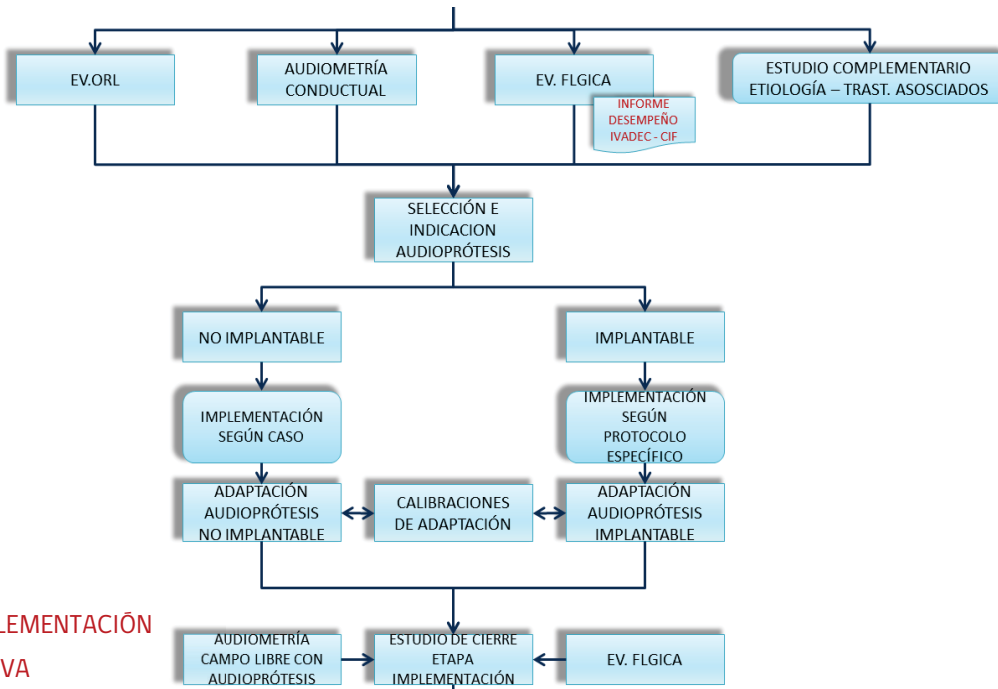 EV.ORL
AUDIOMETRÍA
CONDUCTUAL
EV. FLGICA
INFORME
DESEMPEÑO
IVADEC - CIF
ESTUDIO COMPLEMENTARIO
ETIOLOGÍA – TRAST. ASOCIADOS
SELECCIÓN E
INDICACION
AUDIOPRÓTESIS
NO IMPLANTABLE
IMPLANTABLE
IMPLEMENTACIÓN
SEGÚN CASO
IMPLEMENTACIÓN
SEGÚN
PROTOCOLO
ESPECÍFICO
ADAPTACIÓN
AUDIOPRÓTESIS
NO IMPLANTABLE
CALIBRACIONES
DE ADAPTACIÓN
ADAPTACIÓN
AUDIOPRÓTESIS
IMPLANTABLE
LEMENTACIÓN
VA
AUDIOMETRÍA
CAMPO LIBRE CON
AUDIOPRÓTESIS
ESTUDIO DE CIERRE
ETAPA
IMPLEMENTACIÓN
EV. FLGICA